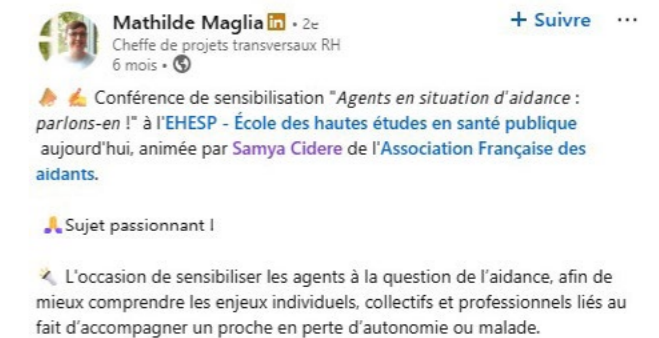 Mathilde Maglia in • 2e
+ Suivre ...
Cheffe de projets transversaux RH
6 mois •
📣 👍 Conférence de sensibilisation "Agents en situation d'aidance :
parlons-en !" à l'EHESP - École des hautes études en santé publique
aujourd'hui, animée par Samya Cidere de l'Association Française des
aidants.
🙏 Sujet passionnant !
🔦 L'occasion de sensibiliser les agents à la question de l'aidance, afin de
mieux comprendre les enjeux individuels, collectifs et professionnels liés au
fait d'accompagner un proche en perte d'autonomie ou malade.